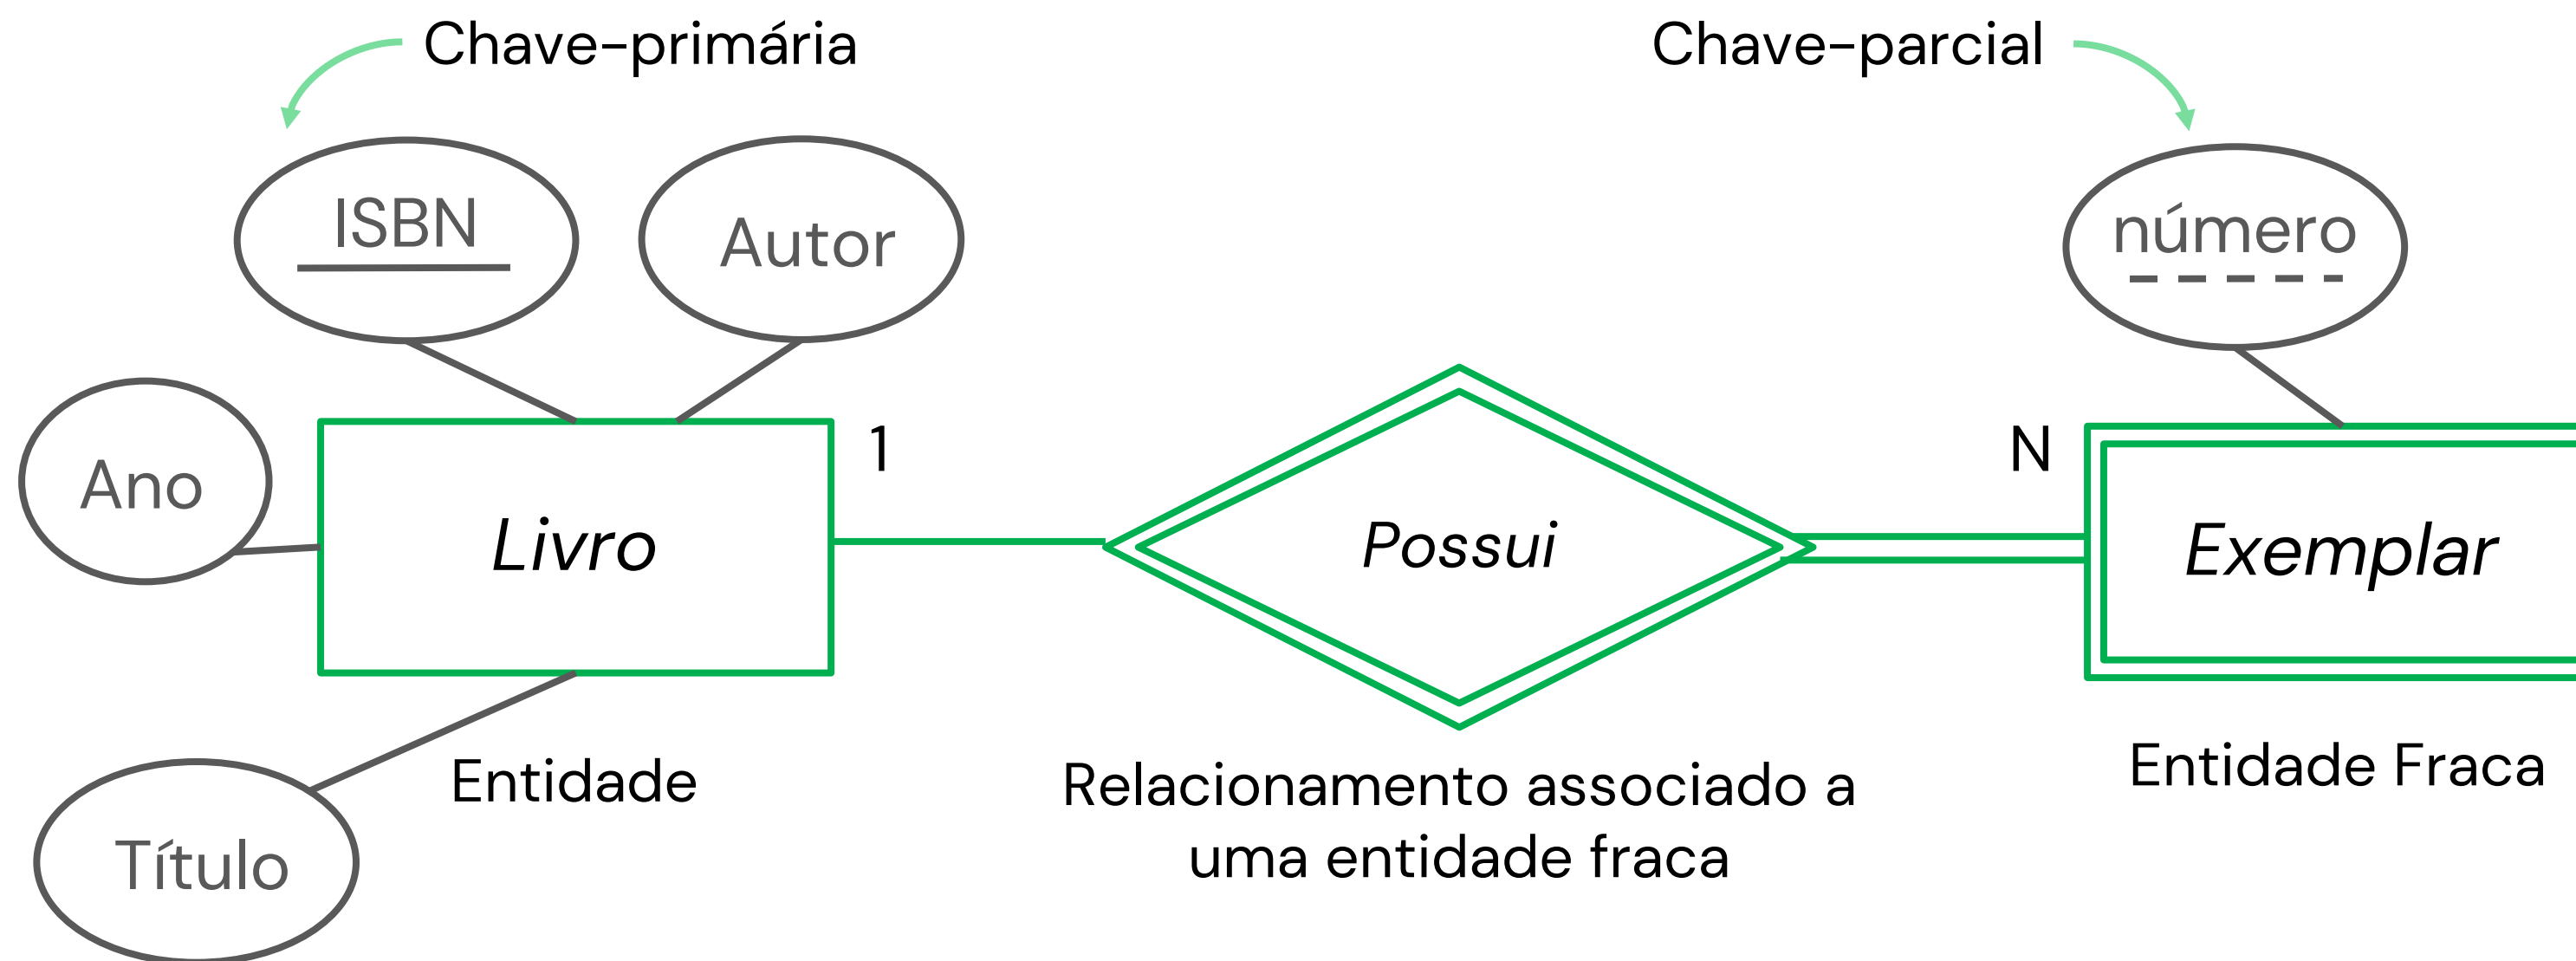 Chave-primária
Chave-parcial
ISBN
Autor
número
Ano
Livro
1
Possui
N
Exemplar
Título
Entidade
Relacionamento associado a
uma entidade fraca
Entidade Fraca